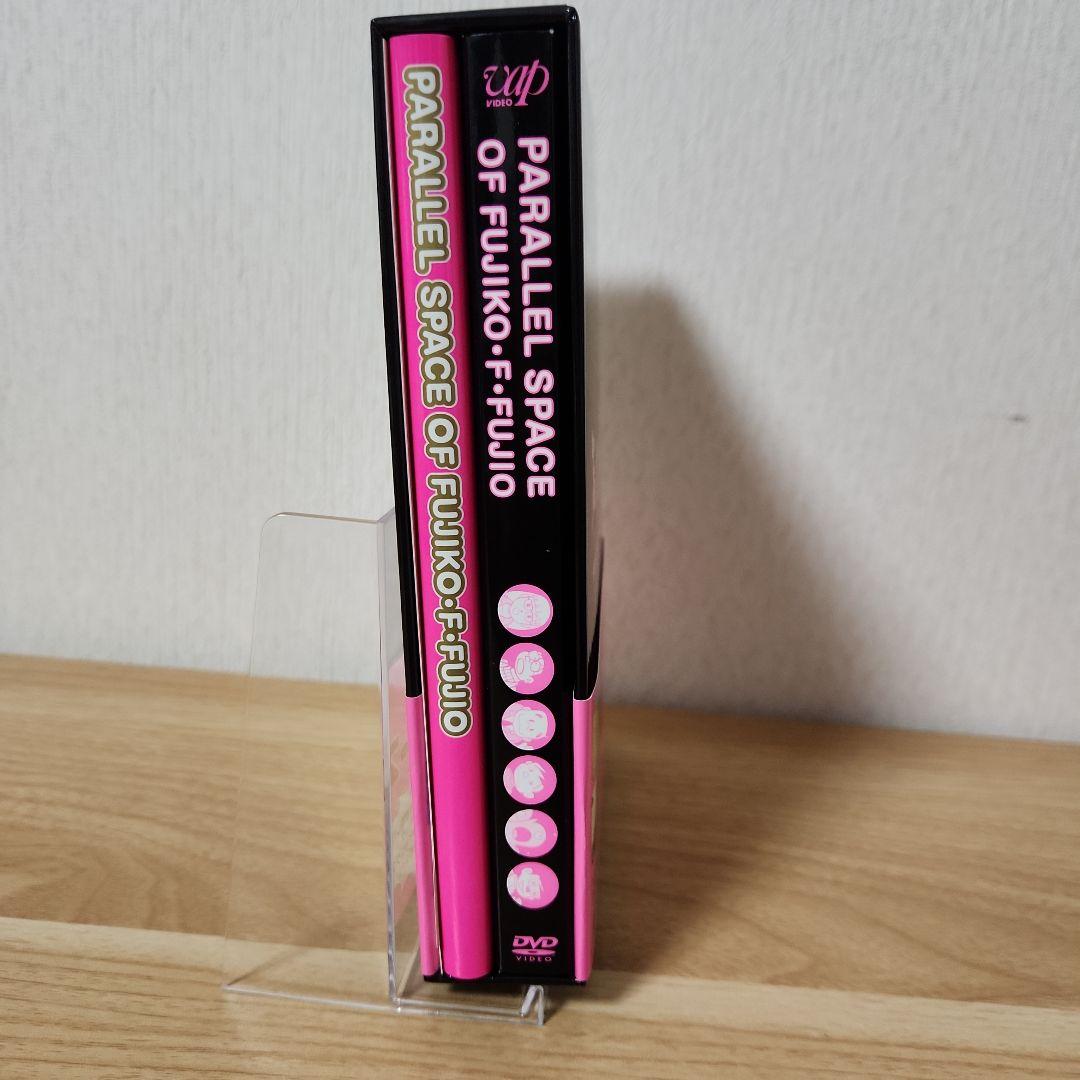 PARALLEL SPACE OF FUJIKO・F・FUJIO
vap
VIDEO
PARALLEL SPACE
OF FUJIKO・F・FUJIO
DVD
VIDEO